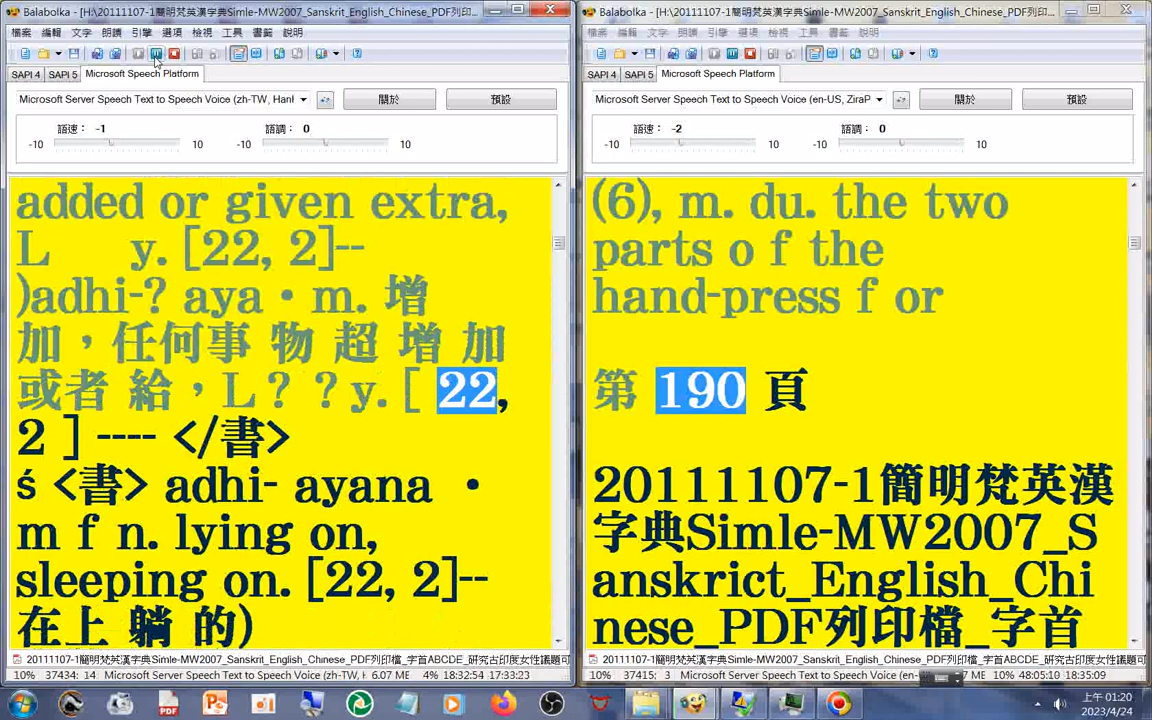 Balabolka - [H:\20111107-1簡明梵英漢字典Simle-MW2007_Sanskrit_English_Chinese_PDF列印...
檔案 編輯 文字 朗讀 引擎 選項 檢視 工具 書籤 說明
SAPI 4 SAPI 5 Microsoft Speech Platform
Microsoft Server Speech Text to Speech Voice (zh-TW, Hanl
關於 預設
語速： -1 語調： 0
-10 10 -10 10
added or given extra,
L y. [22, 2]--
)adhi-? aya・m. 增
加，任何事 物 超 增 加
或者 給，L？？y. [ 22,
2 ] ---- </書>
ś <書> adhi- ayana ・
m f n. lying on,
sleeping on. [22, 2]--
在上 躺 的)
20111107-1簡明梵英漢字典Simle-MW2007_Sanskrit_English_Chinese_PDF列印檔_字首ABCDE_研究古印度女性議題可
10% 37434: 14 Microsoft Server Speech Text to Speech Voice (zh-TW, H 6.07 MB 4% 18:32:54 - 17:33:23
Balabolka - [H:\20111107-1簡明梵英漢字典Simle-MW2007_Sanskrit_English_Chinese_PDF列印...
檔案 編輯 文字 朗讀 引擎 選項 檢視 工具 書籤 說明
SAPI 4 SAPI 5 Microsoft Speech Platform
Microsoft Server Speech Text to Speech Voice (en-US, ZiraP
關於 預設
語速： -2 語調： 0
-10 10 -10 10
(6), m. du. the two
parts o f the
hand-press f or
第 190 頁
20111107-1簡明梵英漢
字典Simle-MW2007_S
anskrict_English_Chi
nese_PDF列印檔_字首
20111107-1簡明梵英漢字典Simle-MW2007_Sanskrit_English_Chinese_PDF列印檔_字首ABCDE_研究古印度女性議題可
10% 37415: 3 Microsoft Server Speech Text to Speech Voice 10% 48:05:10 - 18:35:09
上午 01:20
2023/4/24